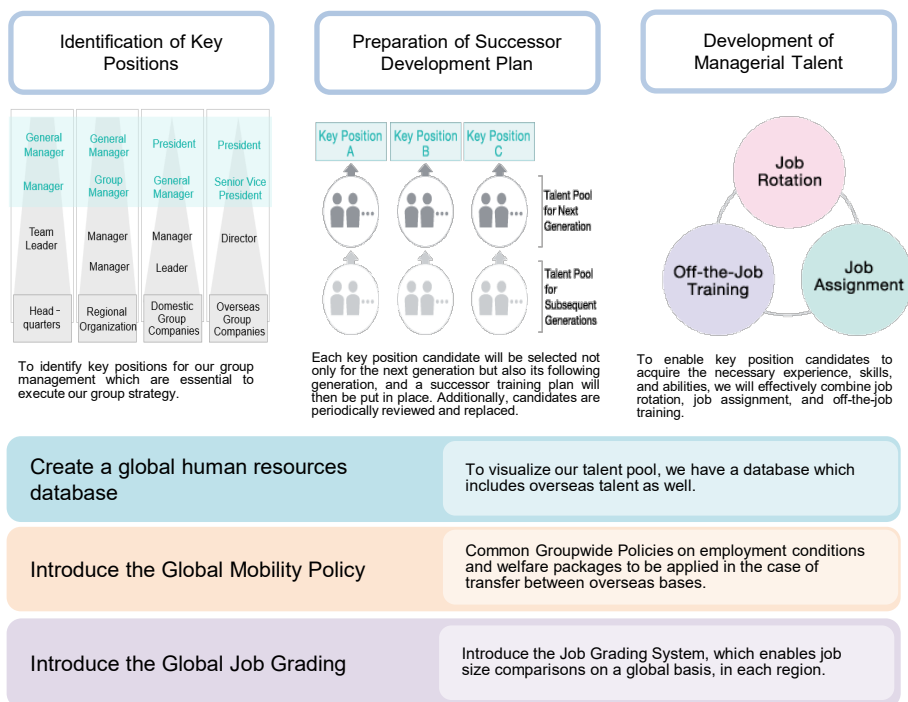 Identification of Key
Positions
Preparation of Successor
Development Plan
Development of
Managerial Talent
General
Manager
General
Manager
President
President
Manager
Group
Manager
General
Manager
Senior Vice
President
Team
Leader
Manager
Manager
Director
Manager
Leader
Head-
quarters
Regional
Organization
Domestic
Group
Companies
Overseas
Group
Companies
To identify key positions for our group
management which are essential to
execute our group strategy.
Key Position
A
Key Position
B
Key Position
C
Talent Pool
for Next
Generation
Talent Pool
for
Subsequent
Generations
Each key position candidate will be selected not
only for the next generation but also its following
generation, and a successor training plan will
then be put in place. Additionally, candidates are
periodically reviewed and replaced.
Job
Rotation
Off-the-Job
Training
Job
Assignment
To enable key position candidates to
acquire the necessary experience, skills,
and abilities, we will effectively combine job
rotation, job assignment, and off-the-job
training.
Create a global human resources
database
To visualize our talent pool, we have a database which
includes overseas talent as well.
Introduce the Global Mobility Policy
Common Groupwide Policies on employment conditions
and welfare packages to be applied in the case of
transfer between overseas bases.
Introduce the Global Job Grading
Introduce the Job Grading System, which enables job
size comparisons on a global basis, in each region.